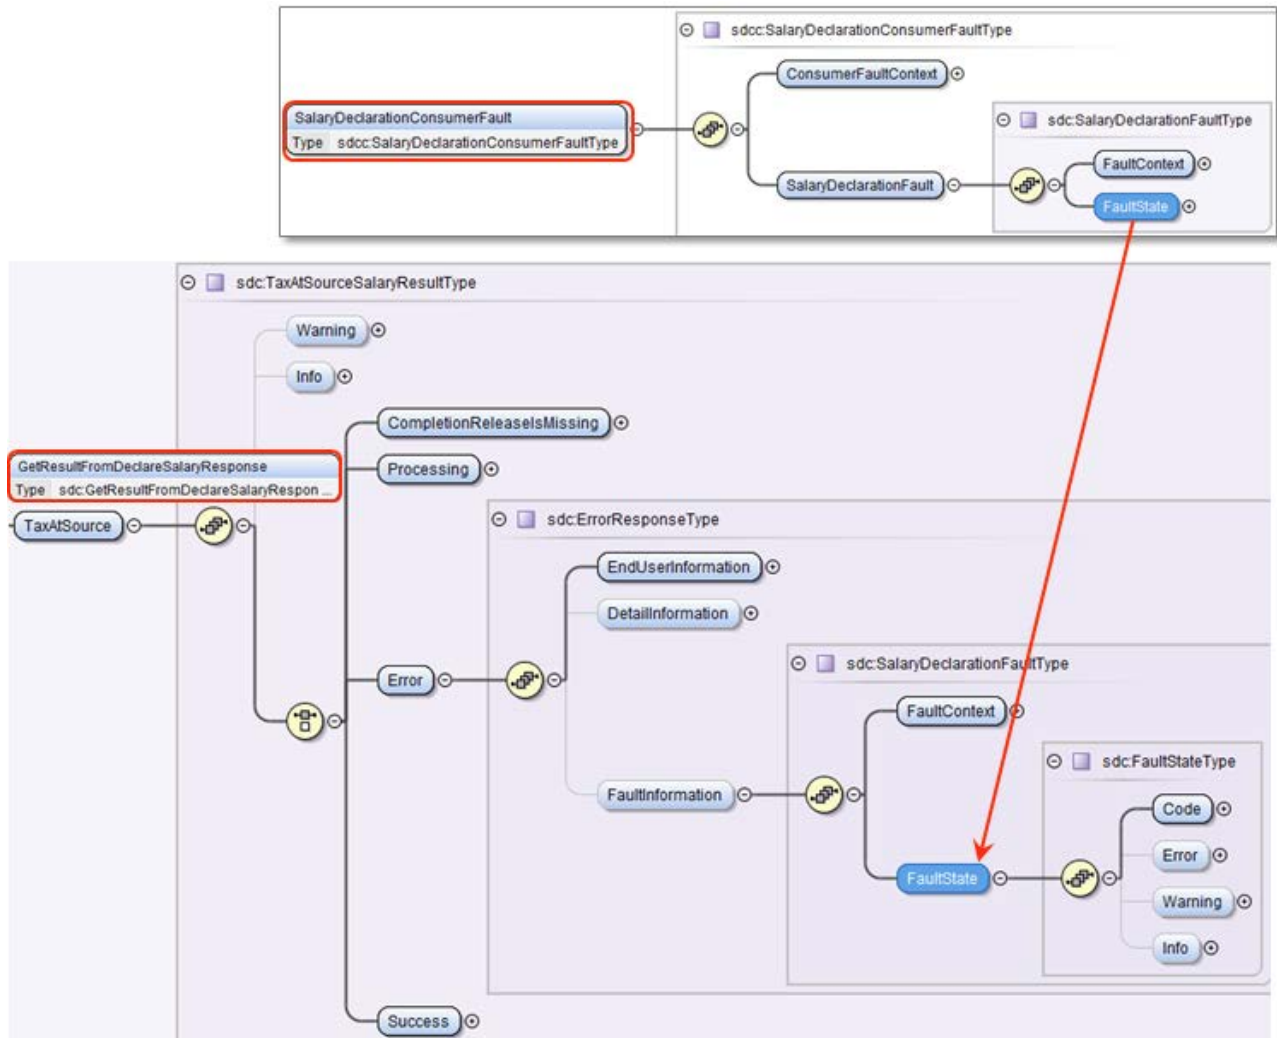 sdcc:SalaryDeclarationConsumerFaultType
ConsumerFaultContext
SalaryDeclarationConsumerFault
Type sdcc:SalaryDeclarationConsumerFaultType
sdc:SalaryDeclarationFaultType
FaultContext
SalaryDeclarationFault
FaultState
sdc:TaxAtSourceSalaryResultType
Warning
Info
CompletionReleaseIsMissing
GetResultFromDeclareSalaryResponse
Type sdc:GetResultFromDeclareSalaryRespon ...
Processing
TaxAtSource
sdc:ErrorResponseType
EndUserInformation
DetailInformation
Error
sdc:SalaryDeclarationFaultType
FaultContext
FaultInformation
sdc:FaultStateType
Code
Error
FaultState
Warning
Info
Success